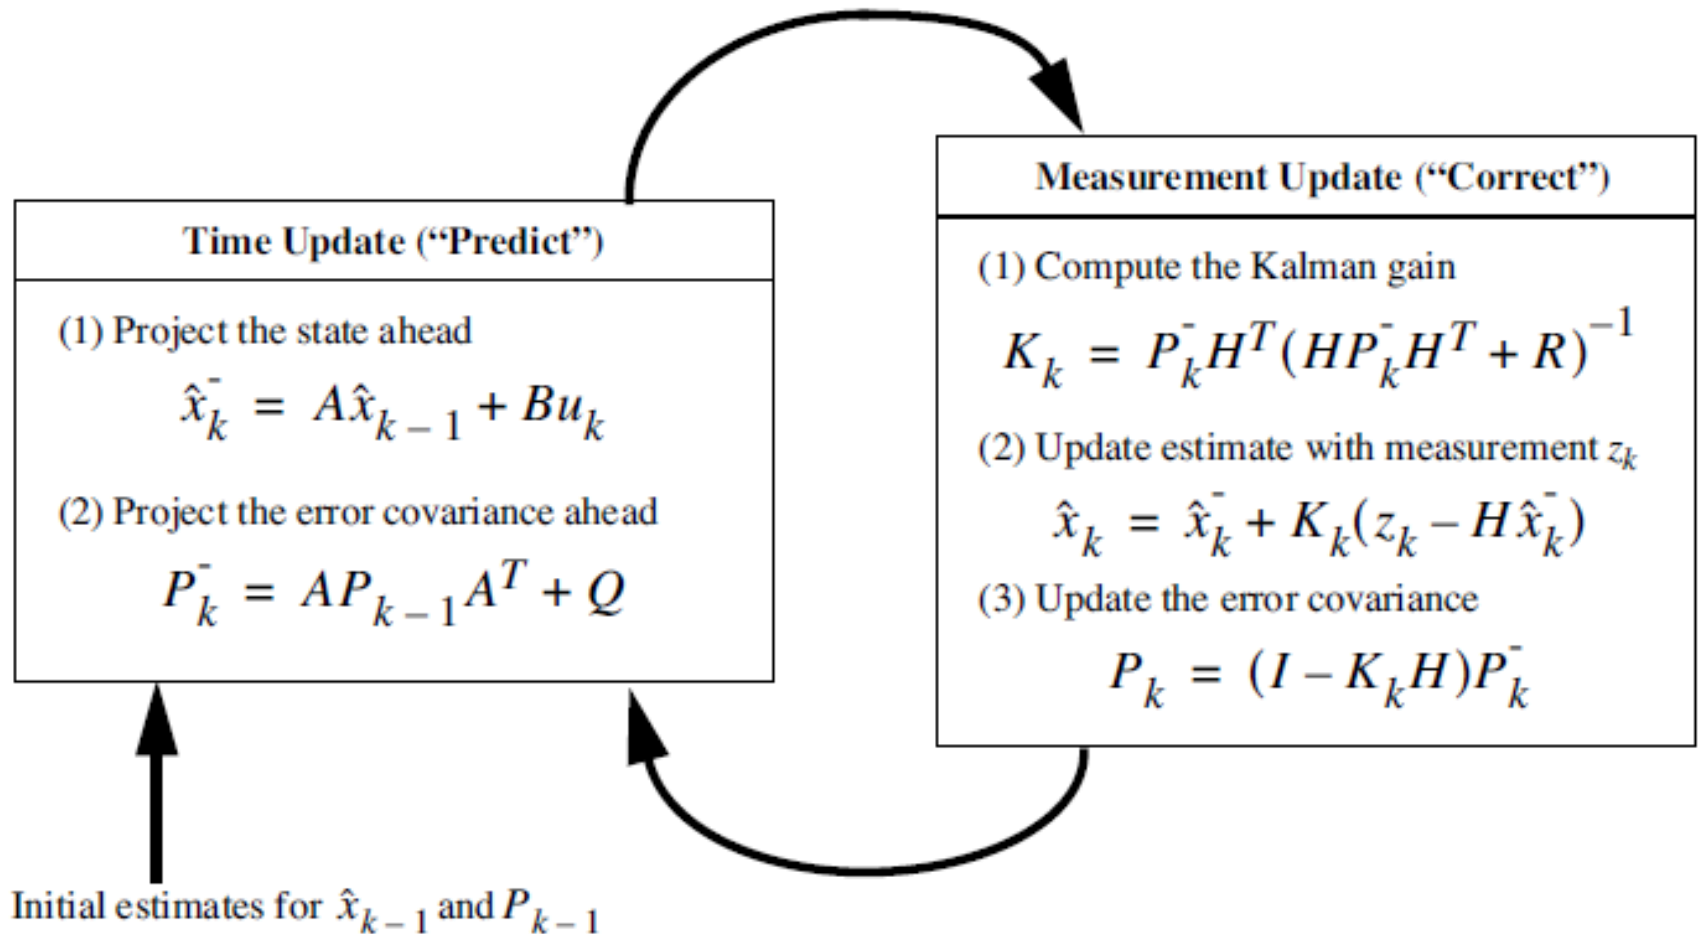 Time Update (“Predict”)
(1) Project the state ahead
x̂⁻ₖ = Ax̂ₖ₋₁ + Buₖ
(2) Project the error covariance ahead
P⁻ₖ = APₖ₋₁Aᵀ + Q
Initial estimates for x̂ₖ₋₁ and Pₖ₋₁
Measurement Update (“Correct”)
(1) Compute the Kalman gain
Kₖ = P⁻ₖHᵀ(HP⁻ₖHᵀ + R)⁻¹
(2) Update estimate with measurement zₖ
x̂ₖ = x̂⁻ₖ + Kₖ(zₖ – Hx̂⁻ₖ)
(3) Update the error covariance
Pₖ = (I – KₖH)P⁻ₖ